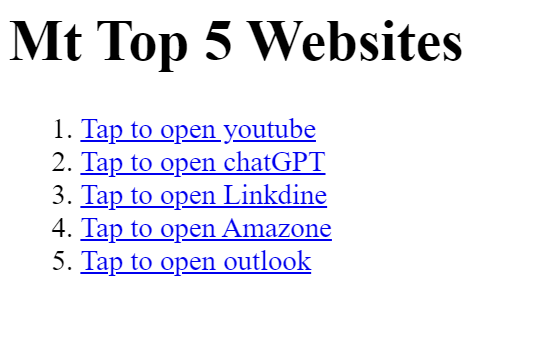 Mt Top 5 Websites
1. Tap to open youtube
2. Tap to open chatGPT
3. Tap to open Linkdine
4. Tap to open Amazone
5. Tap to open outlook